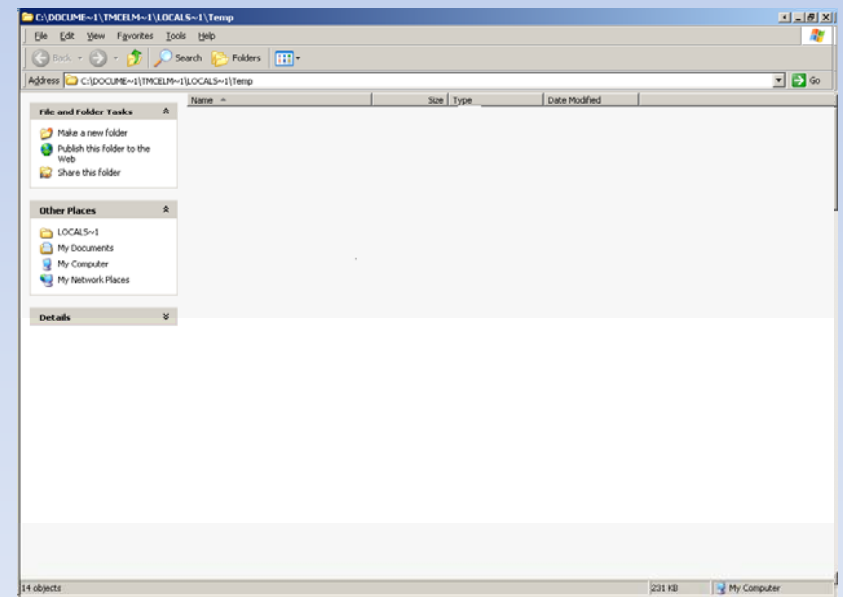 C:\DOCUME~1\TMCELM~1\LOCALS~1\Temp
File Edit View Favorites Tools Help
Back Search Folders
Address C:\DOCUME~1\TMCELM~1\LOCALS~1\Temp Go
Name Size Type Date Modified
File and Folder Tasks
Make a new folder
Publish this folder to the
Web
Share this folder
Other Places
LOCALS~1
My Documents
My Computer
My Network Places
Details
14 objects 231 KB My Computer